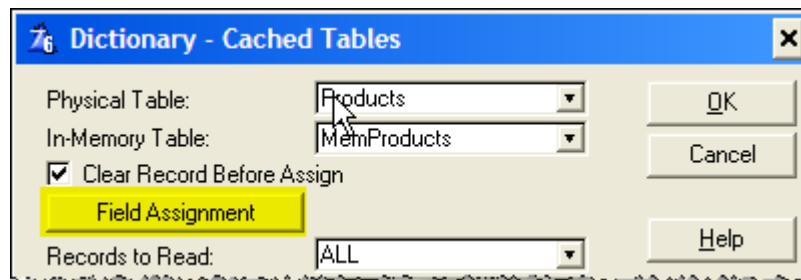 Dictionary - Cached Tables
Physical Table: Products OK
In-Memory Table: MemProducts
Cancel
Clear Record Before Assign
Field Assignment
Help
Records to Read: ALL